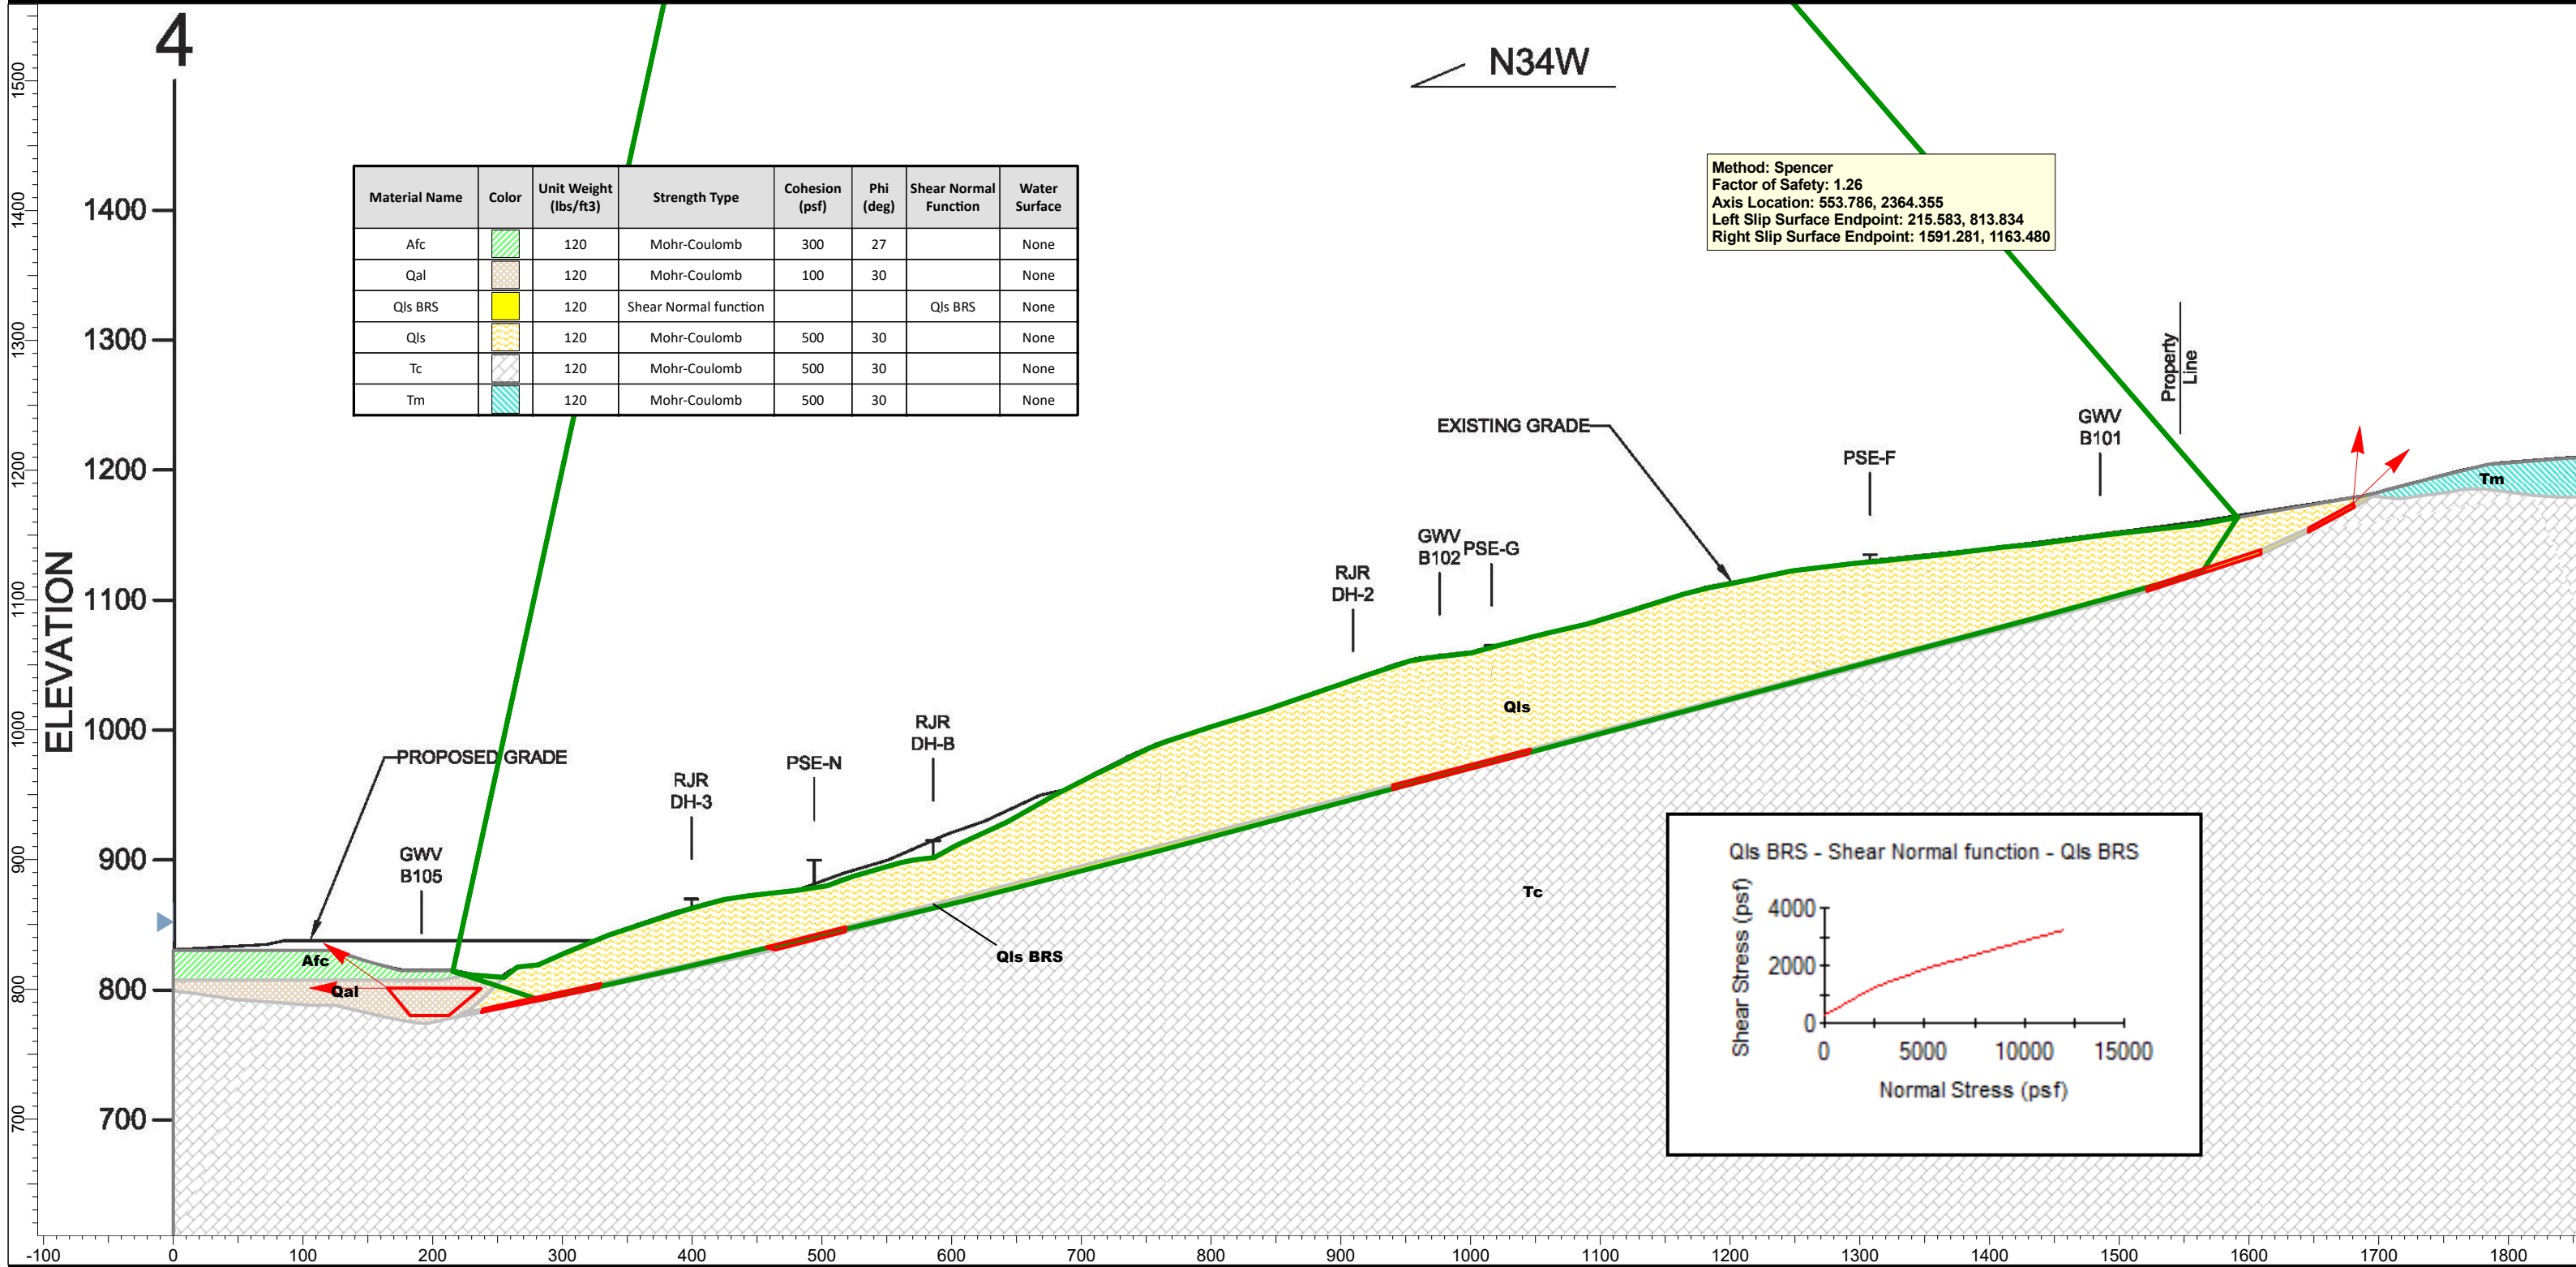 4
N34W
Material Name Color Unit Weight (lbs/ft3) Strength Type Cohesion (psf) Phi (deg) Shear Normal Function Water Surface
Afc 120 Mohr-Coulomb 300 27 None
Qal 120 Mohr-Coulomb 100 30 None
Qls BRS 120 Shear Normal function Qls BRS None
Qls 120 Mohr-Coulomb 500 30 None
Tc 120 Mohr-Coulomb 500 30 None
Tm 120 Mohr-Coulomb 500 30 None
Method: Spencer
Factor of Safety: 1.26
Axis Location: 553.786, 2364.355
Left Slip Surface Endpoint: 215.583, 813.834
Right Slip Surface Endpoint: 1591.281, 1163.480
Property
Line
EXISTING GRADE
GWV
B101
PSE-F
Tm
GWV
B102
PSE-G
RJR
DH-2
Qls
RJR
DH-B
PSE-N
RJR
DH-3
PROPOSED GRADE
GWV
B105
Afc
Qal
Qls BRS
Tc
ELEVATION
1400
1300
1200
1100
1000
900
800
700
1500
1400
1300
1200
1100
1000
900
800
700
Qls BRS - Shear Normal function - Qls BRS
Shear Stress (psf)
4000
2000
0
0 5000 10000 15000
Normal Stress (psf)
-100 0 100 200 300 400 500 600 700 800 900 1000 1100 1200 1300 1400 1500 1600 1700 1800